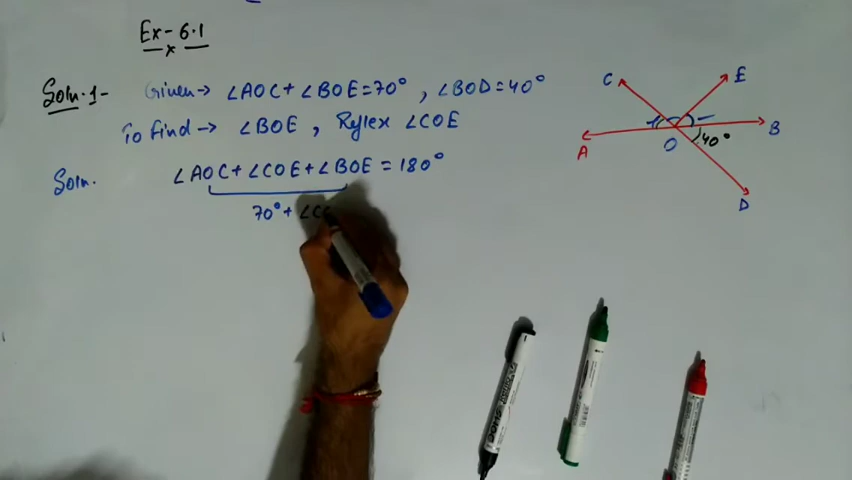 Ex-6.1
Soln.1- Given→ ∠AOC+∠BOE=70°, ∠BOD=40°
To find→ ∠BOE, Reflex ∠COE
Soln. ∠AOC+∠COE+∠BOE=180°
70°+∠CO
C
E
A
O
40°
B
D